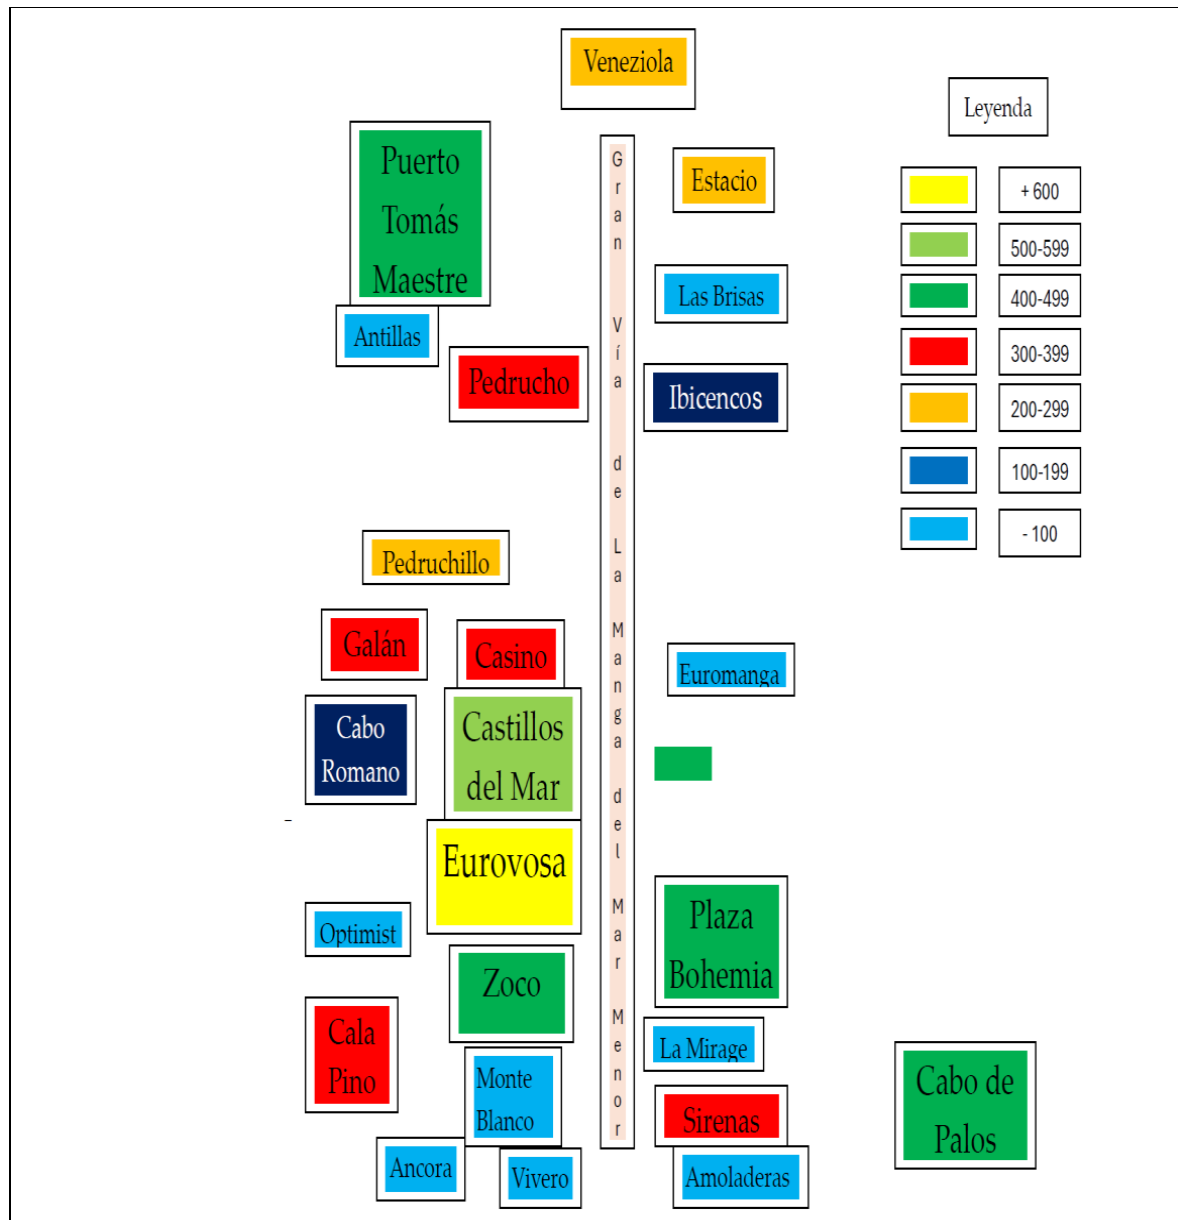 Veneziola
Leyenda
Puerto
Tomás
Maestre
Estacio
+ 600
500-599
Las Brisas
400-499
Antillas
300-399
Pedrucho
Ibicencos
200-299
100-199
- 100
Pedruchillo
Galán
Casino
Euromanga
Cabo
Romano
Castillos
del Mar
Eurovosa
Optimist
Plaza
Bohemia
Zoco
Cala
Pino
La Mirage
Monte
Blanco
Sirenas
Cabo de
Palos
Ancora
Vivero
Amoladeras
Gran Vía de La Manga del Mar Menor